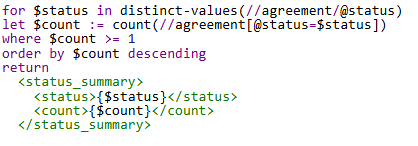 for $status in distinct-values(//agreement/@status)
let $count := count(//agreement[@status=$status])
where $count >= 1
order by $count descending
return
  <status_summary>
    <status>{$status}</status>
    <count>{$count}</count>
  </status_summary>